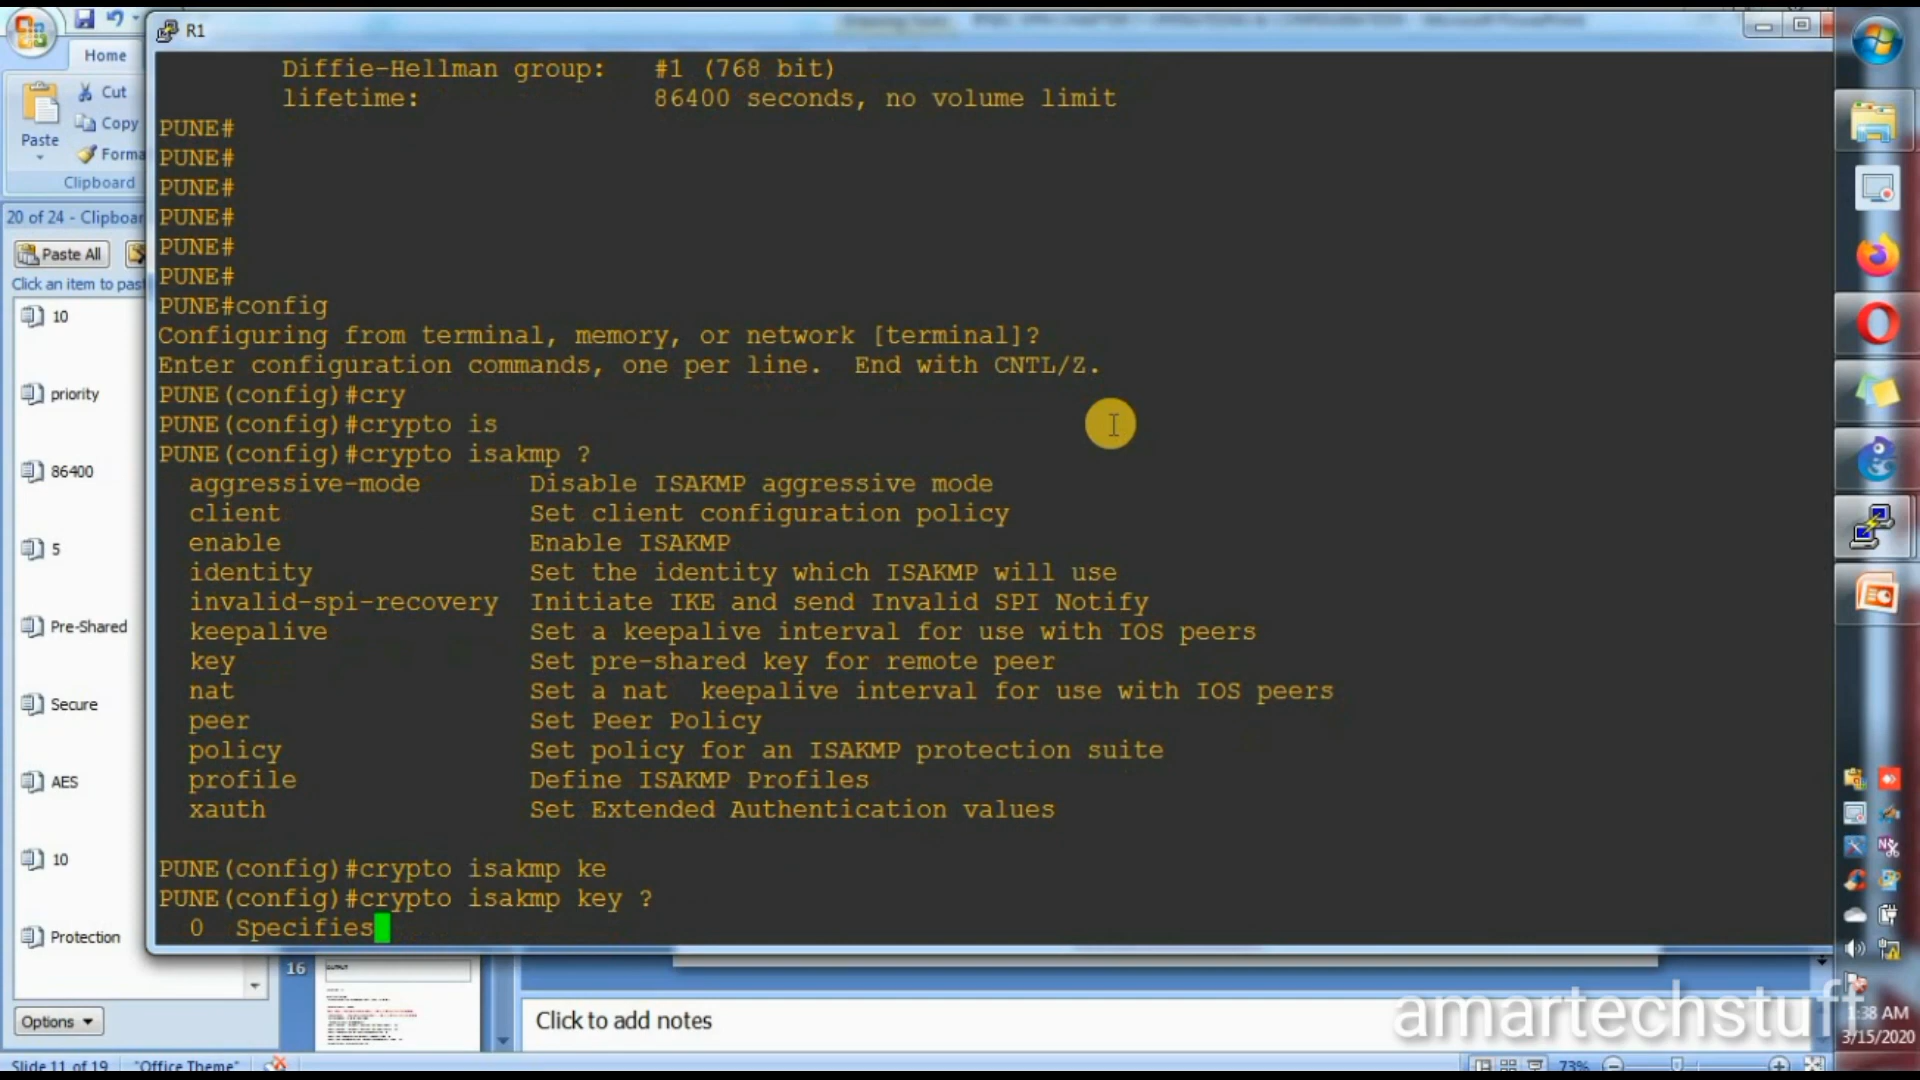 R1
Home
Cut
Copy
Paste
Forma
Clipboard
20 of 24 - Clipboar
Paste All
Click an item to past
10
priority
86400
5
Pre-Shared
Secure
AES
10
Protection
Options
Diffie-Hellman group:   #1 (768 bit)
lifetime:               86400 seconds, no volume limit
PUNE#
PUNE#
PUNE#
PUNE#
PUNE#
PUNE#
PUNE#config
Configuring from terminal, memory, or network [terminal]?
Enter configuration commands, one per line.  End with CNTL/Z.
PUNE(config)#cry
PUNE(config)#crypto is
PUNE(config)#crypto isakmp ?
aggressive-mode       Disable ISAKMP aggressive mode
client                Set client configuration policy
enable                Enable ISAKMP
identity              Set the identity which ISAKMP will use
invalid-spi-recovery  Initiate IKE and send Invalid SPI Notify
keepalive             Set a keepalive interval for use with IOS peers
key                   Set pre-shared key for remote peer
nat                   Set a nat  keepalive interval for use with IOS peers
peer                  Set Peer Policy
policy                Set policy for an ISAKMP protection suite
profile               Define ISAKMP Profiles
xauth                 Set Extended Authentication values
PUNE(config)#crypto isakmp ke
PUNE(config)#crypto isakmp key ?
0  Specifies
16
Click to add notes
amartechstuff
1:38 AM
3/15/2020
Slide 11 of 19
"Office Theme"
73%